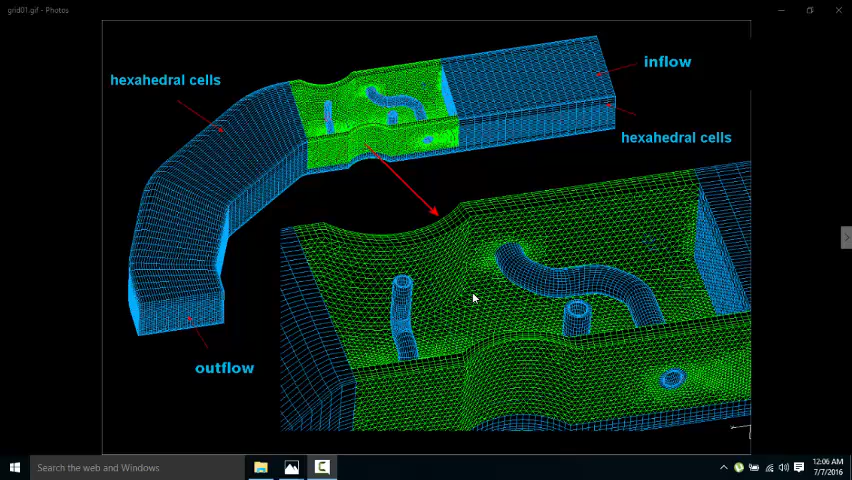 grid01.gif - Photos
hexahedral cells
inflow
hexahedral cells
outflow
Search the web and Windows
12:06 AM
7/7/2016